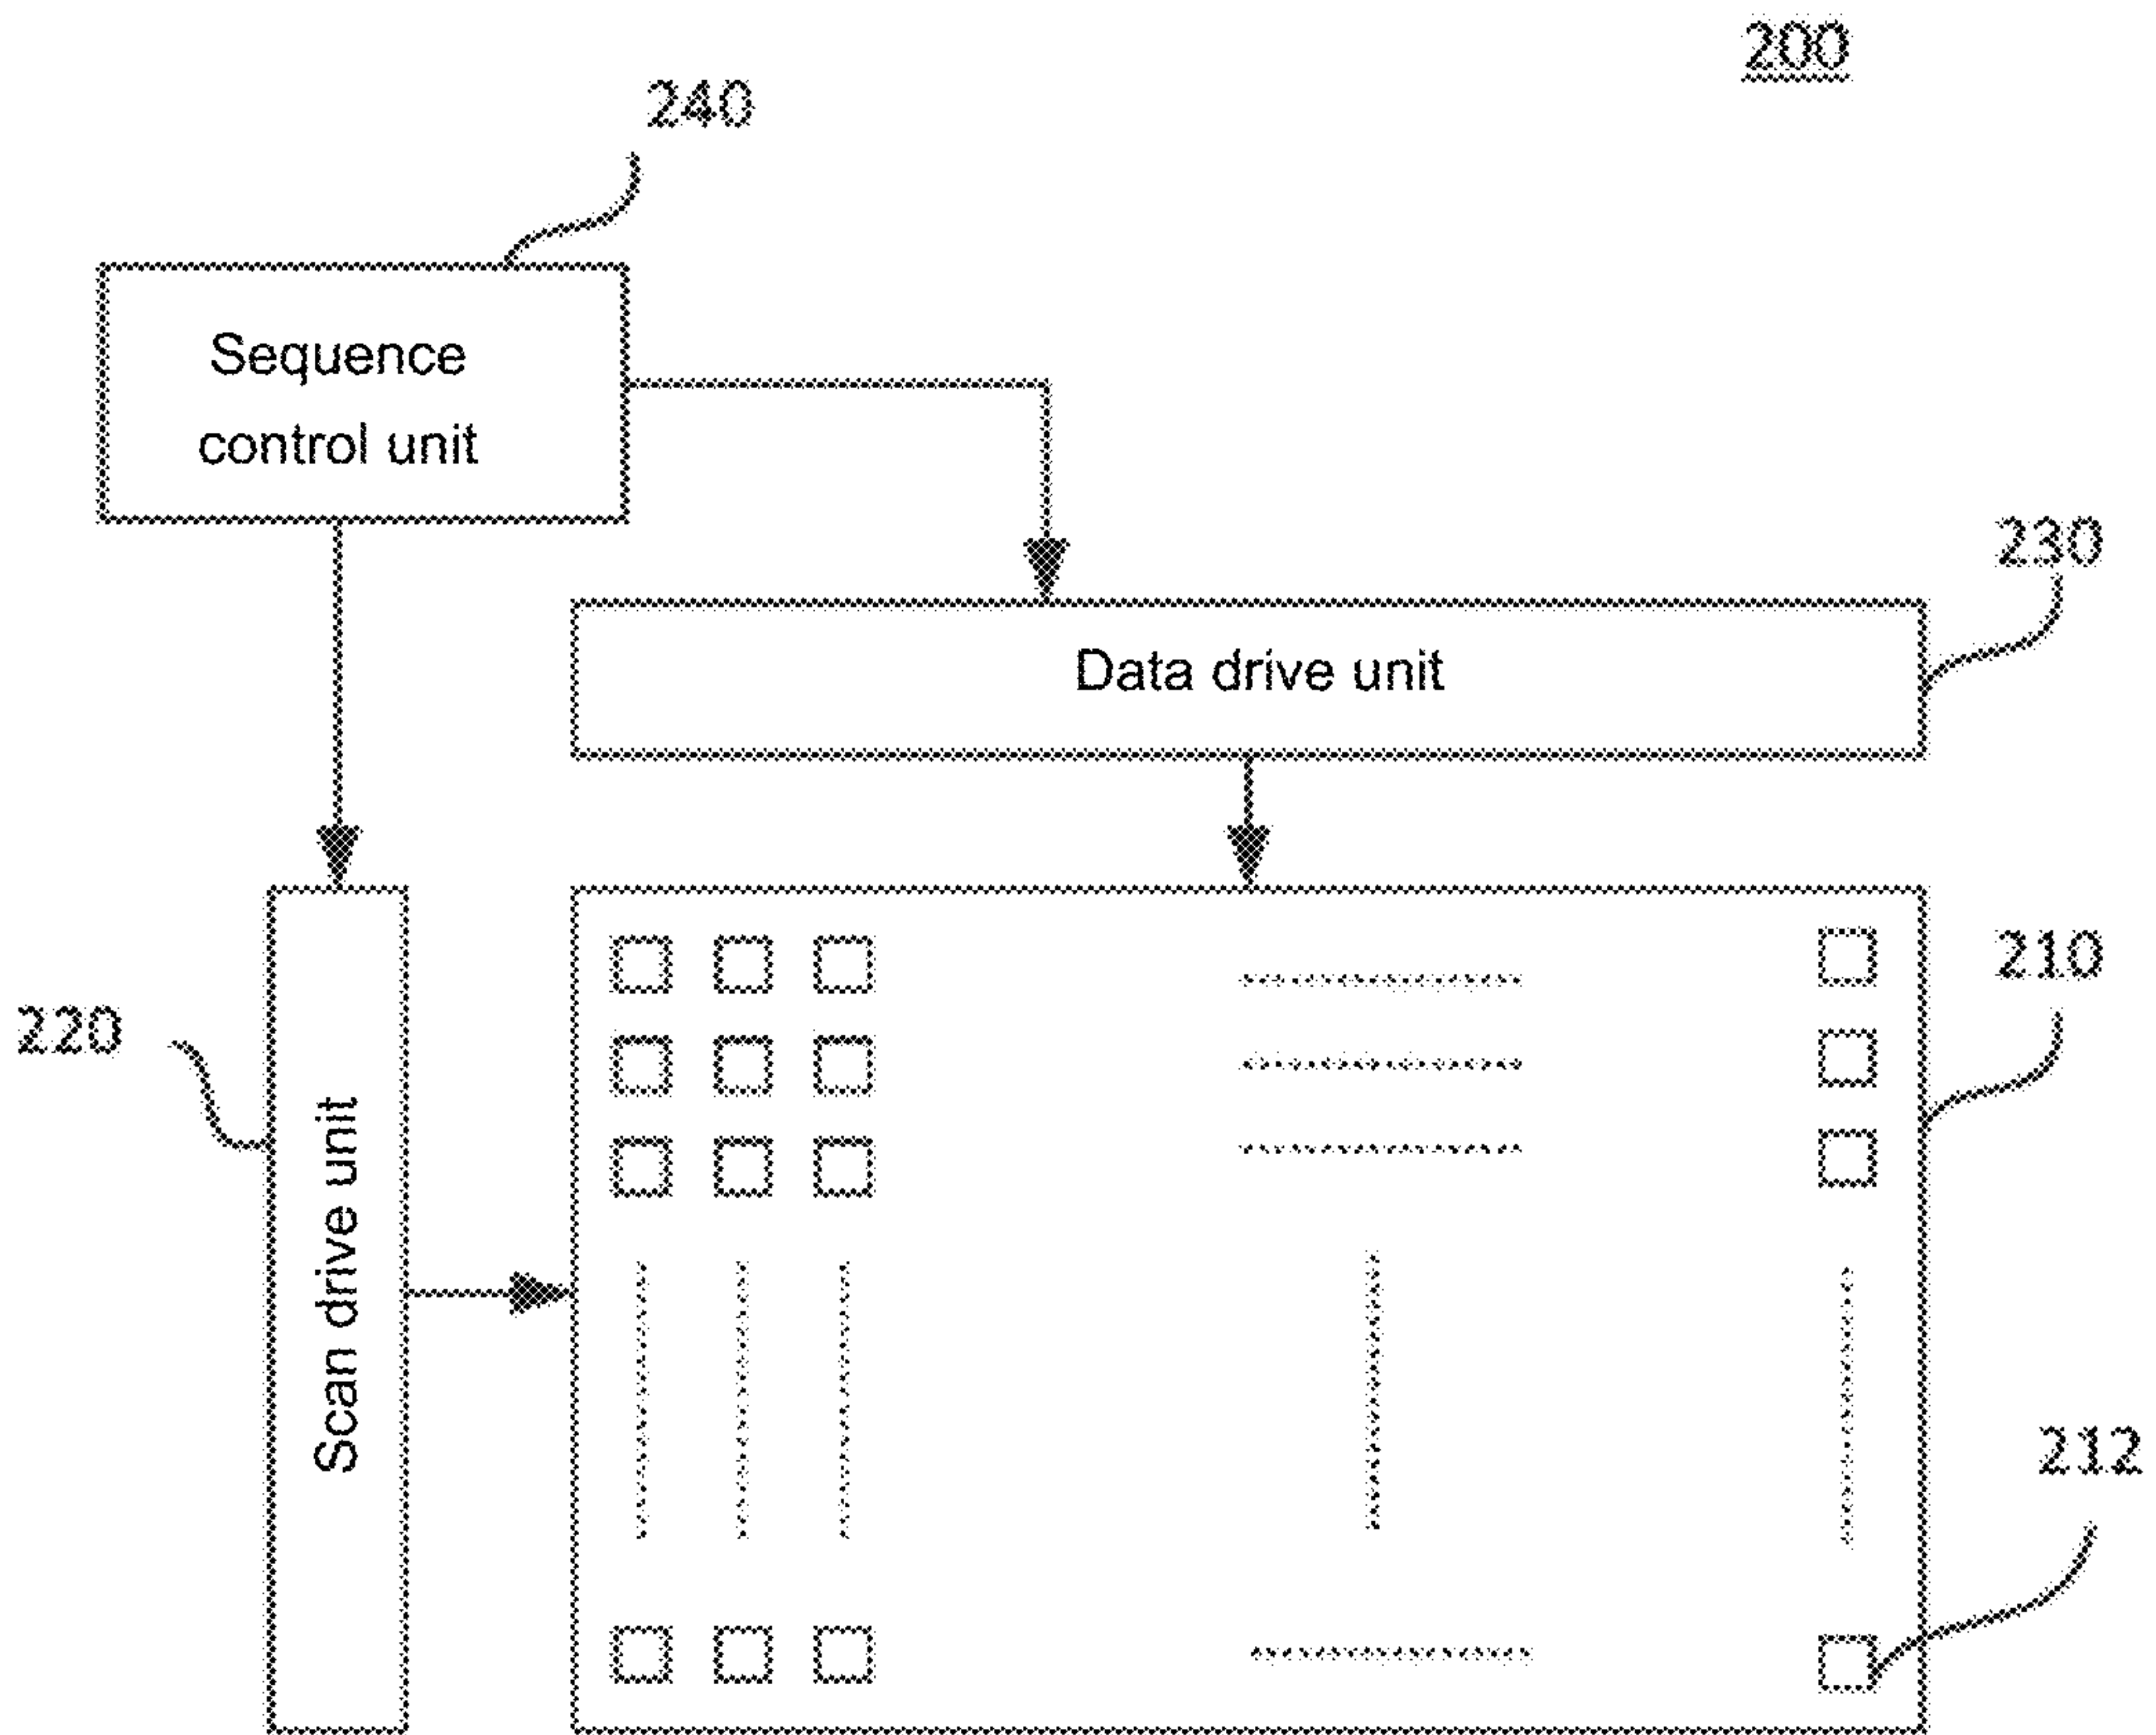 200
240
Sequence
control unit
230
Data drive unit
210
220
Scan drive unit
212